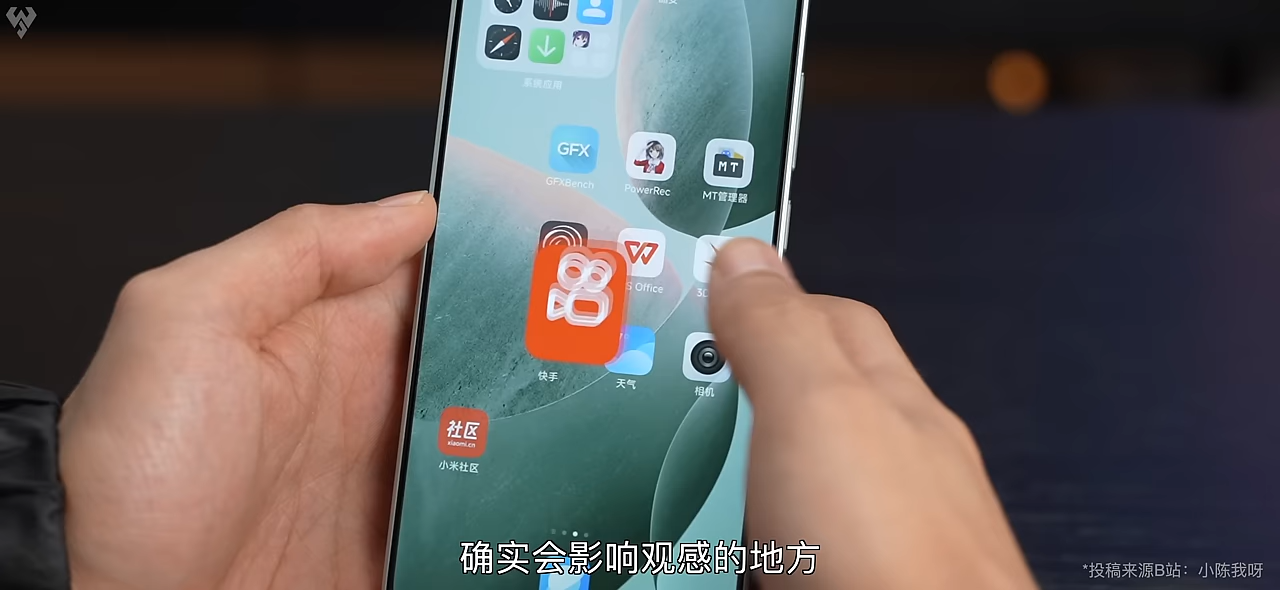 系统应用
GFX
GFXBench
PowerRec
MT
MT管理器
S Office
3D
快手
天气
相机
社区
xiaomi.cn
小米社区
确实会影响观感的地方
*投稿来源B站：小陈我呀